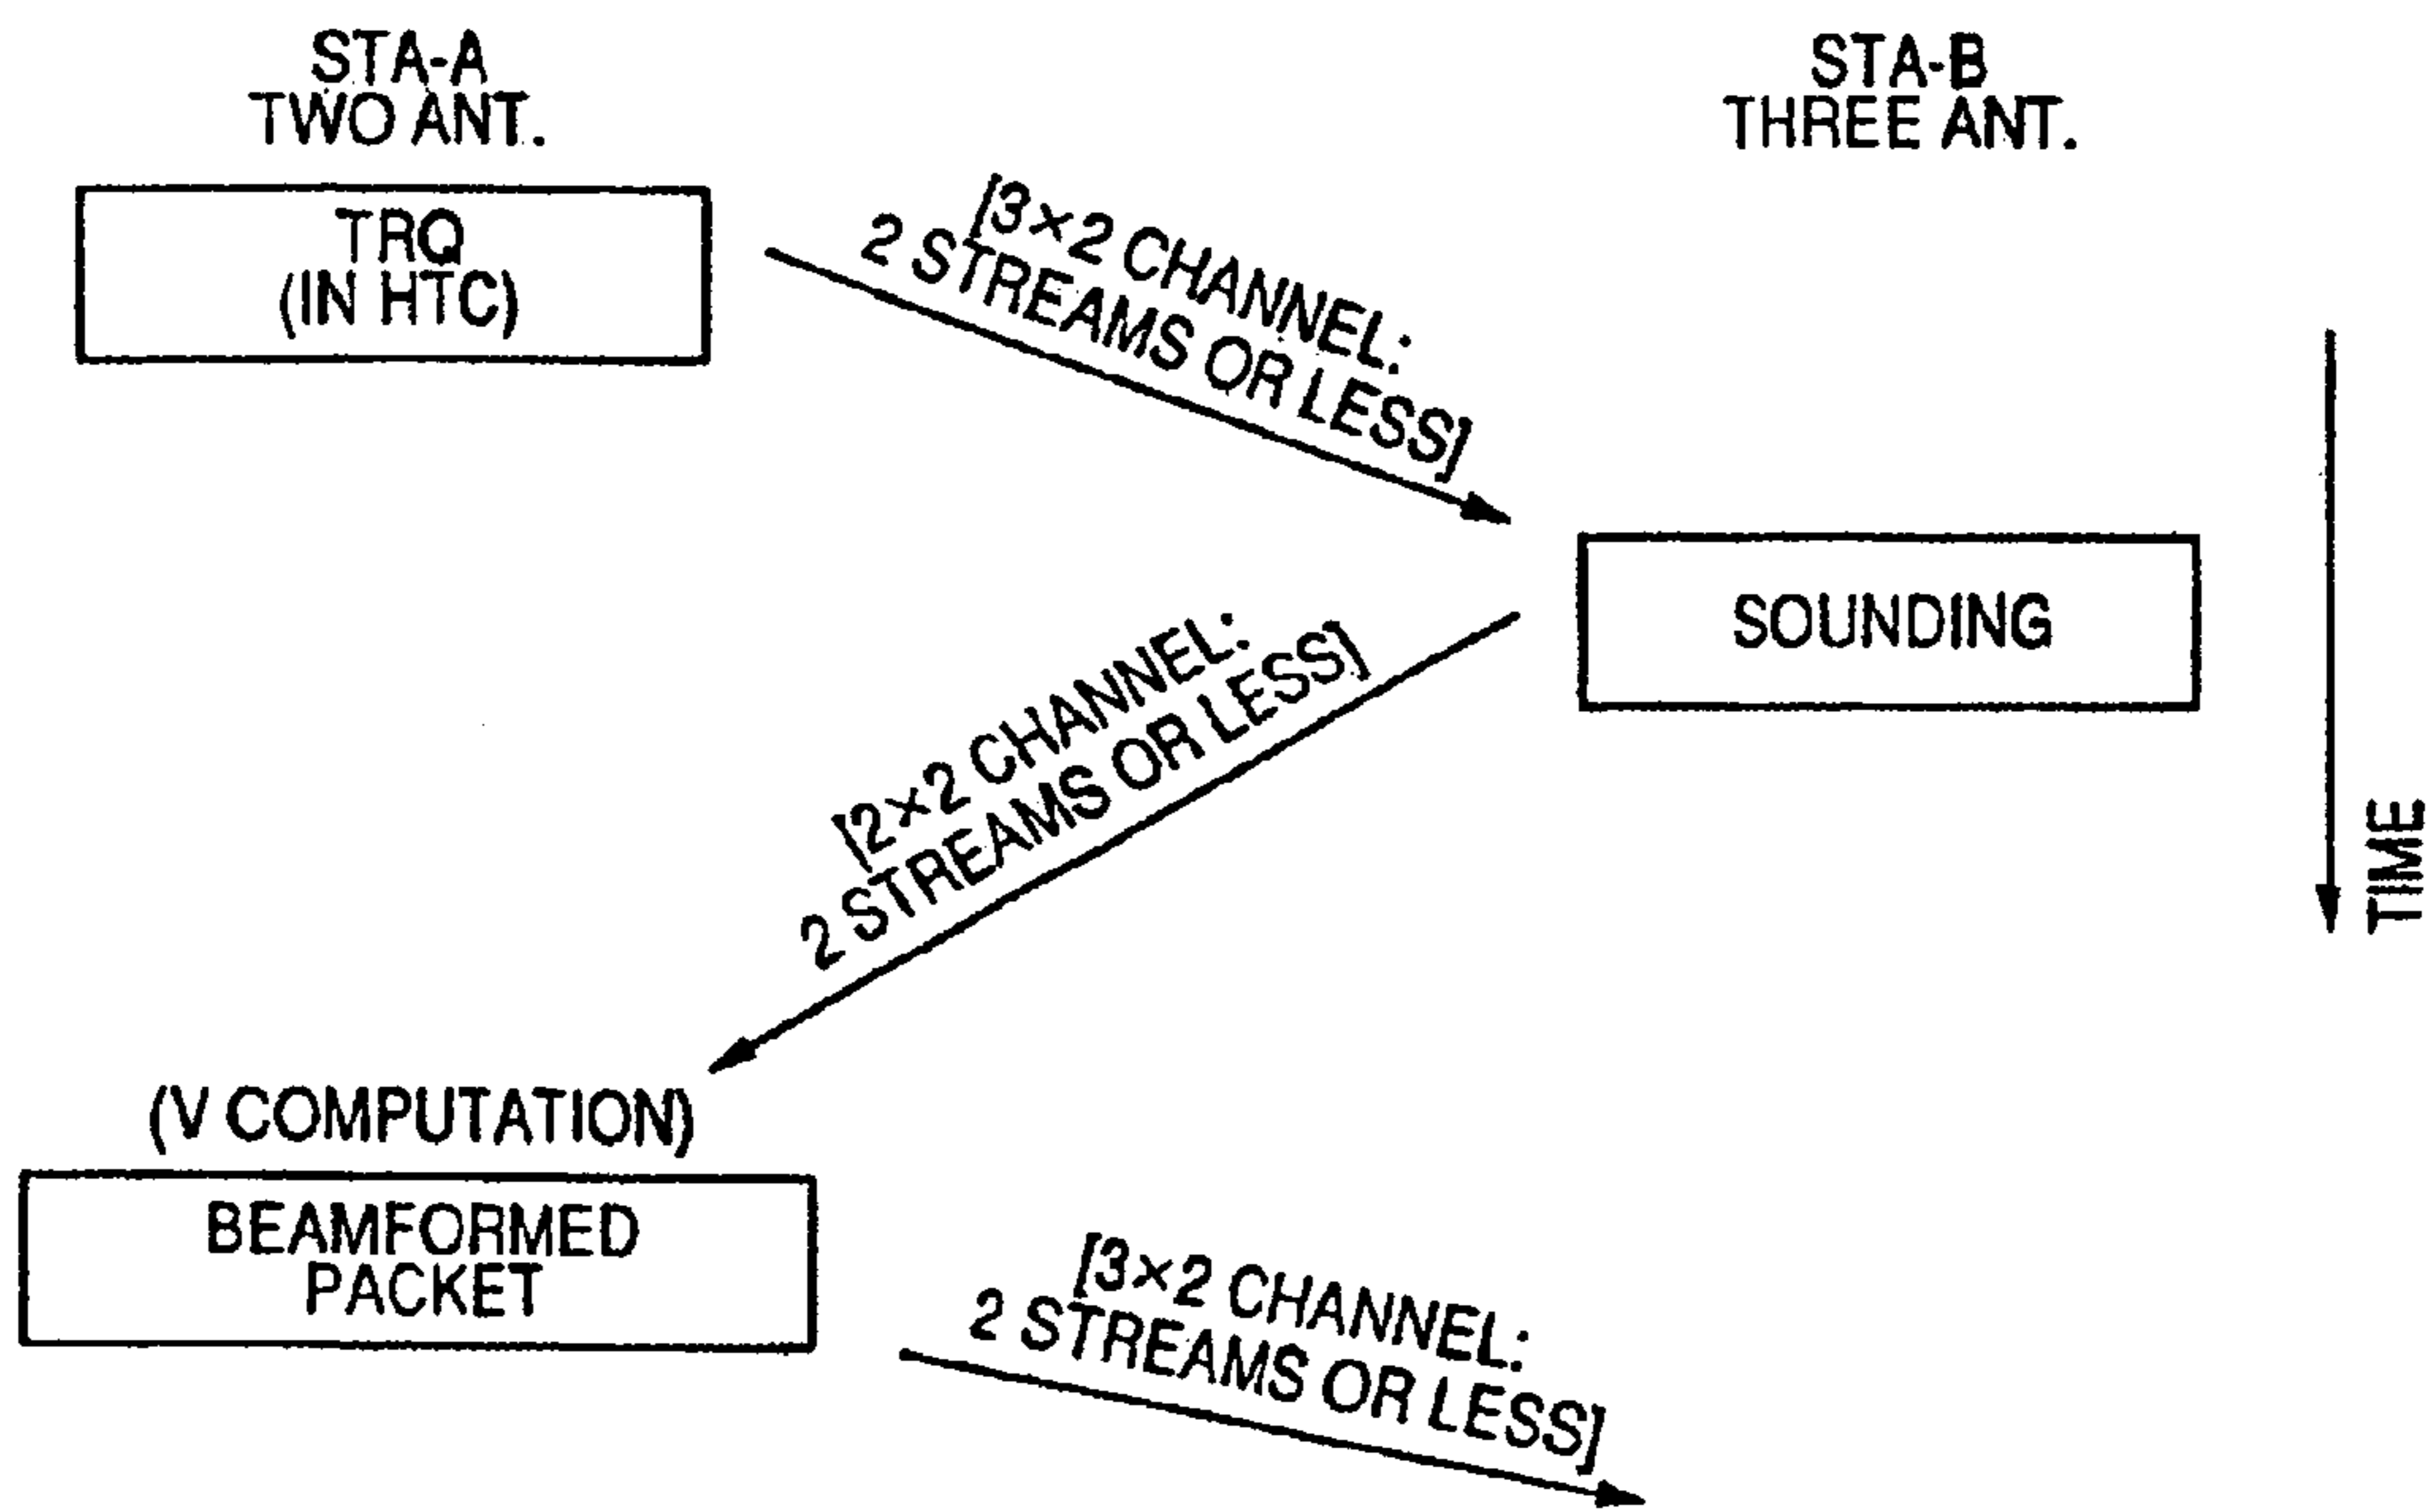 STA-A
TWO ANT.
STA-B
THREE ANT.
TRQ
(IN HTC)
[3×2 CHANNEL:
2 STREAMS OR LESS]
SOUNDING
[2×2 CHANNEL:
2 STREAMS OR LESS]
TIME
(V COMPUTATION)
BEAMFORMED
PACKET
[3×2 CHANNEL:
2 STREAMS OR LESS]